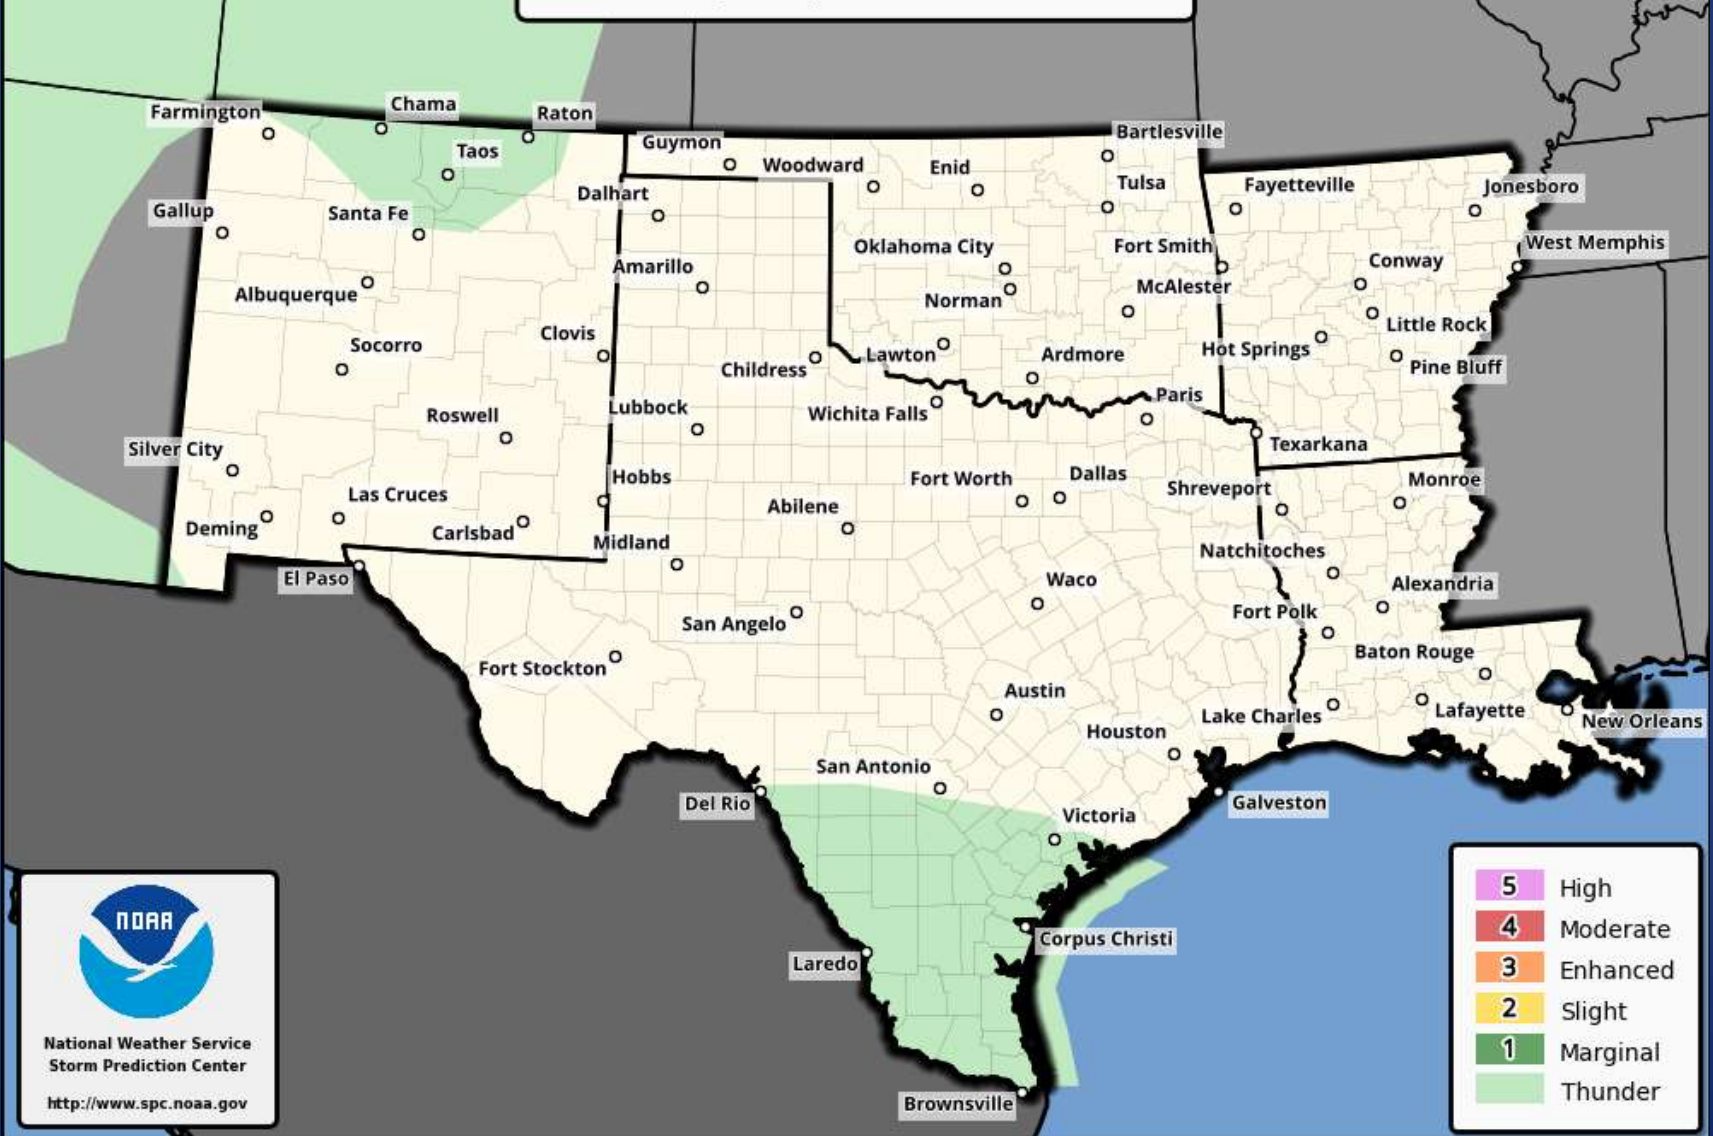 Farmington
Chama
Raton
Taos
Guymon
Woodward
Enid
Bartlesville
Tulsa
Dalhart
Fayetteville
Jonesboro
Gallup
Santa Fe
Oklahoma City
Fort Smith
West Memphis
Amarillo
Conway
Albuquerque
Norman
McAlester
Clovis
Little Rock
Socorro
Childress
Lawton
Ardmore
Hot Springs
Pine Bluff
Roswell
Lubbock
Wichita Falls
Paris
Silver City
Texarkana
Hobbs
Fort Worth
Dallas
Shreveport
Monroe
Las Cruces
Deming
Carlsbad
Abilene
Midland
Natchitoches
El Paso
Waco
Alexandria
San Angelo
Fort Polk
Fort Stockton
Baton Rouge
Austin
Lake Charles
Lafayette
New Orleans
Houston
San Antonio
Del Rio
Victoria
Galveston
Corpus Christi
Laredo
Brownsville
NOAA
National Weather Service
Storm Prediction Center
http://www.spc.noaa.gov
5 High
4 Moderate
3 Enhanced
2 Slight
1 Marginal
Thunder